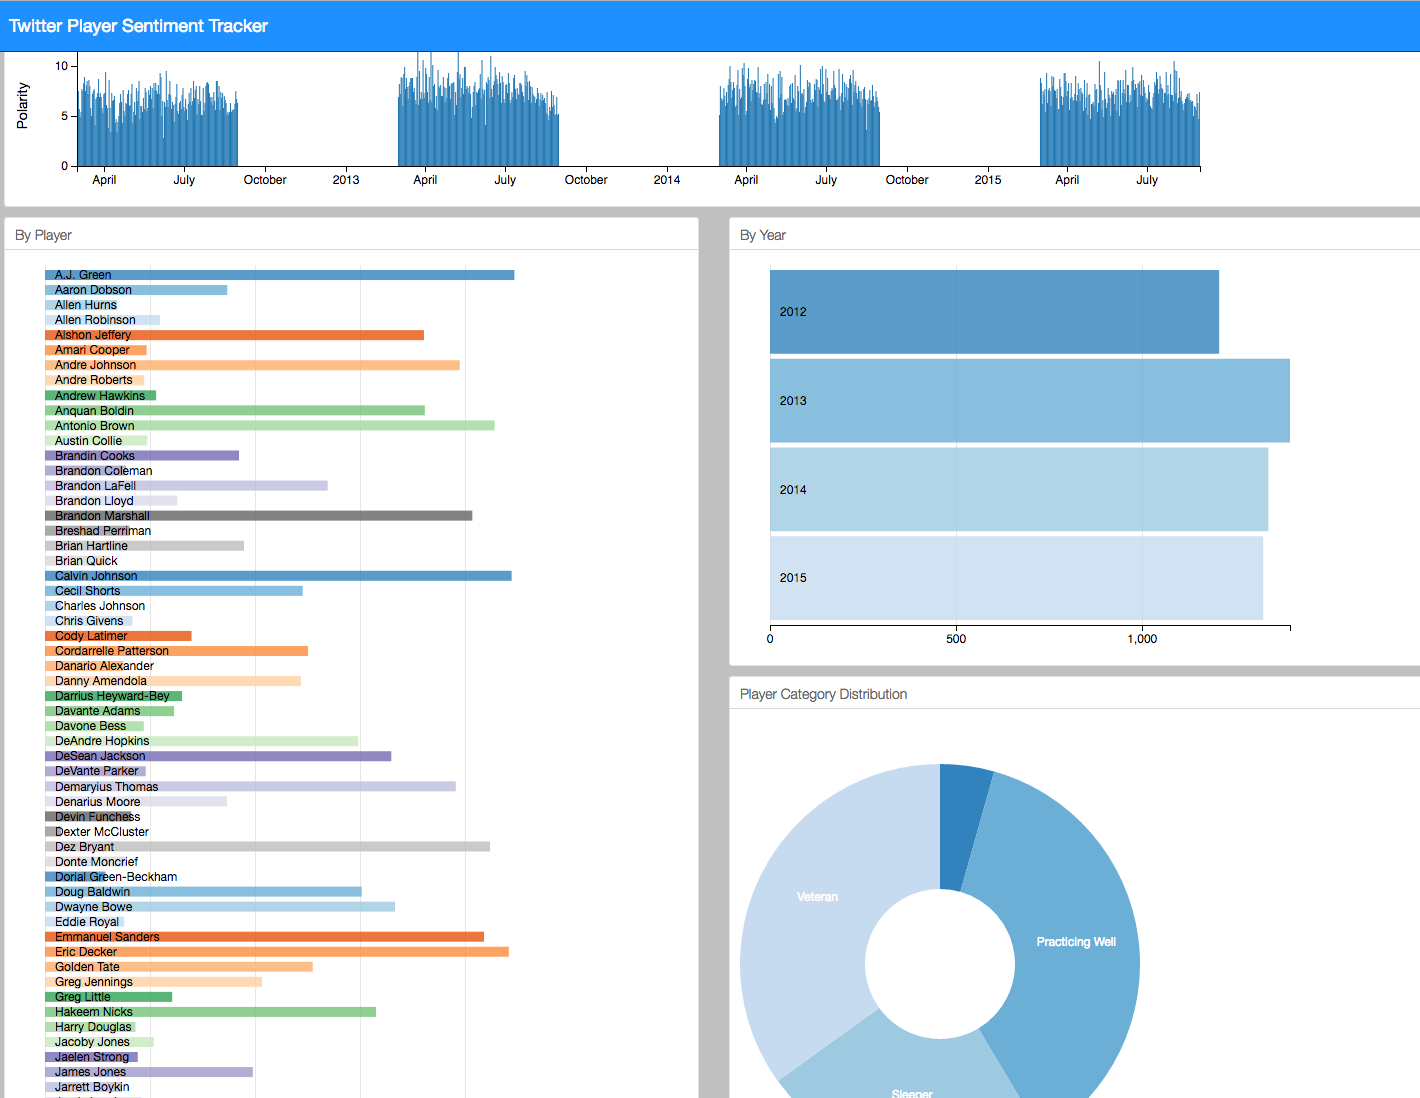 Twitter Player Sentiment Tracker
10
Polarity
5
0
April July October 2013 April July October 2014 April July October 2015 April July
By Player
A.J. Green
Aaron Dobson
Allen Hurns
Allen Robinson
Alshon Jeffery
Amari Cooper
Andre Johnson
Andre Roberts
Andrew Hawkins
Anquan Boldin
Antonio Brown
Austin Collie
Brandin Cooks
Brandon Coleman
Brandon LaFell
Brandon Lloyd
Brandon Marshall
Breshad Perriman
Brian Hartline
Brian Quick
Calvin Johnson
Cecil Shorts
Charles Johnson
Chris Givens
Cody Latimer
Cordarrelle Patterson
Danario Alexander
Danny Amendola
Darrius Heyward-Bey
Davante Adams
Davone Bess
DeAndre Hopkins
DeSean Jackson
DeVante Parker
Demaryius Thomas
Denarius Moore
Devin Funchess
Dexter McCluster
Dez Bryant
Donte Moncrief
Dorial Green-Beckham
Doug Baldwin
Dwayne Bowe
Eddie Royal
Emmanuel Sanders
Eric Decker
Golden Tate
Greg Jennings
Greg Little
Hakeem Nicks
Harry Douglas
Jacoby Jones
Jaelen Strong
James Jones
Jarrett Boykin
By Year
2012
2013
2014
2015
0 500 1,000
Player Category Distribution
Veteran
Practicing Well
Sleeper